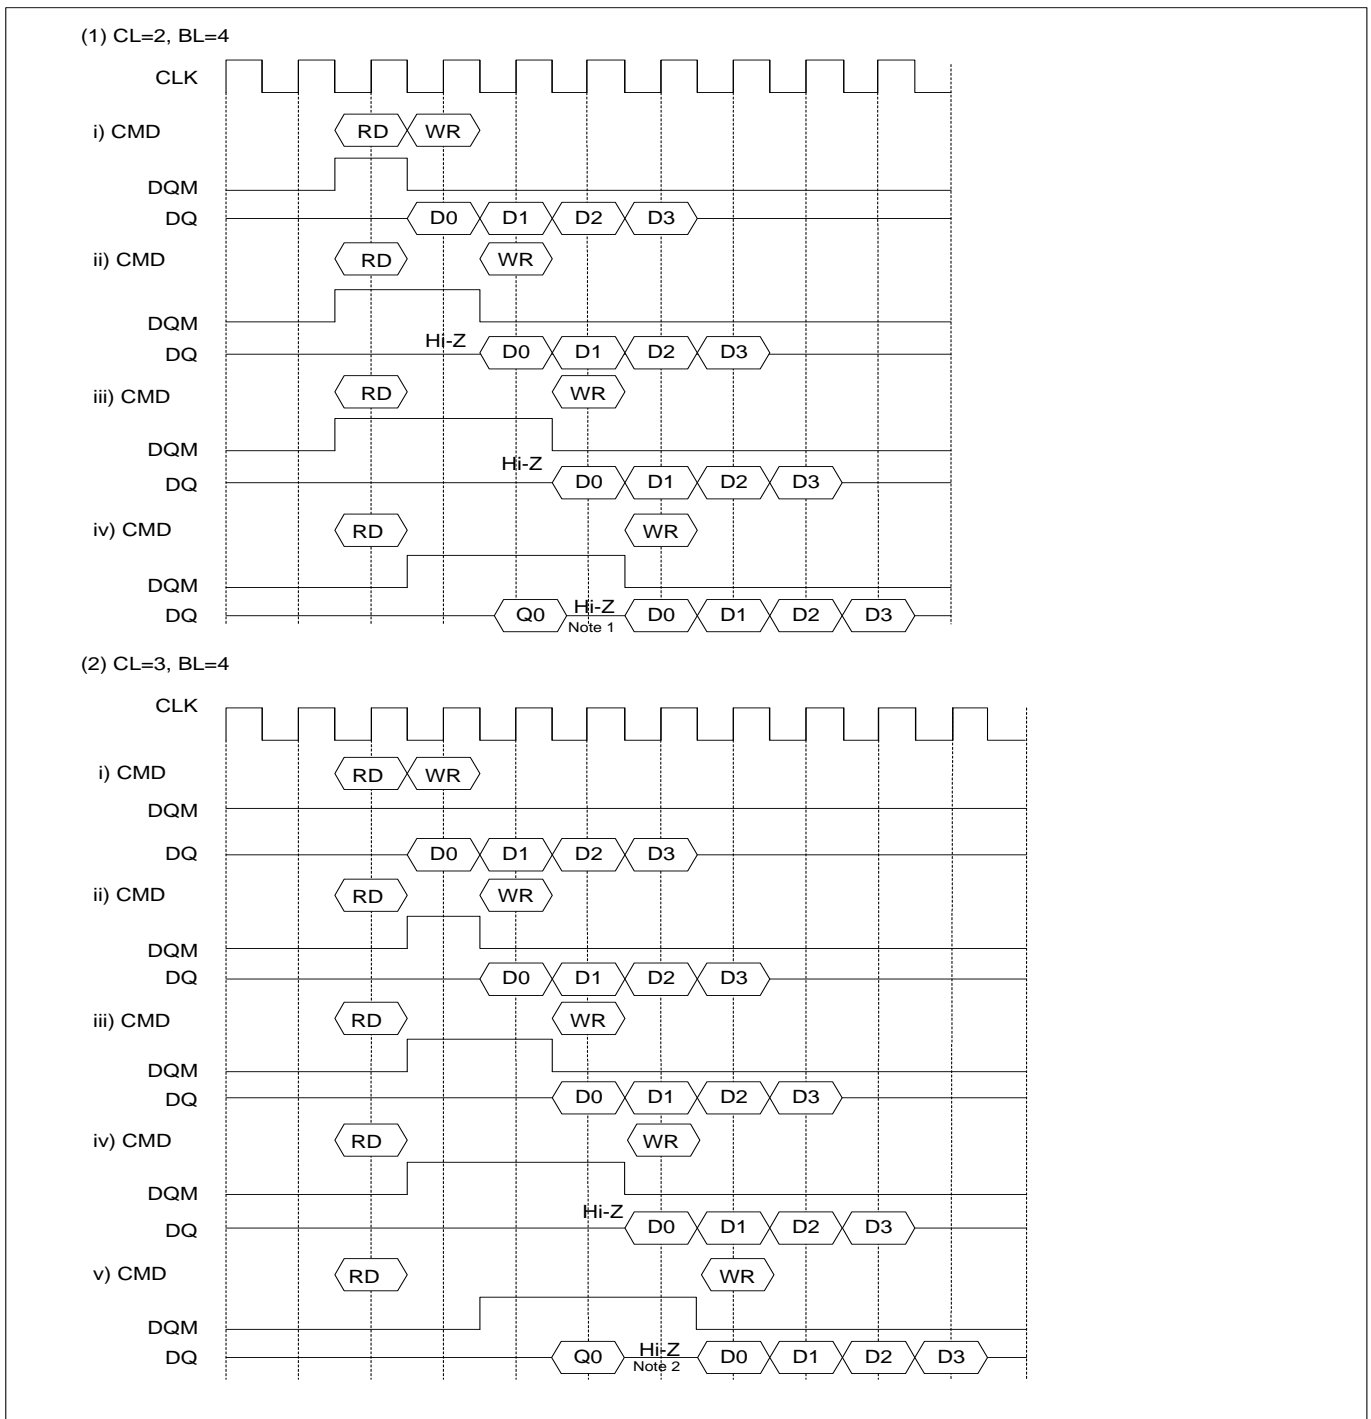 (1) CL=2, BL=4
CLK
i) CMD RD WR
DQM
DQ D0 D1 D2 D3
ii) CMD RD WR
DQM
DQ Hi-Z D0 D1 D2 D3
iii) CMD RD WR
DQM
DQ Hi-Z D0 D1 D2 D3
iv) CMD RD WR
DQM
DQ Q0 Hi-Z D0 D1 D2 D3
Note 1
(2) CL=3, BL=4
CLK
i) CMD RD WR
DQM
DQ D0 D1 D2 D3
ii) CMD RD WR
DQM
DQ D0 D1 D2 D3
iii) CMD RD WR
DQM
DQ D0 D1 D2 D3
iv) CMD RD WR
DQM
DQ Hi-Z D0 D1 D2 D3
v) CMD RD WR
DQM
DQ Q0 Hi-Z D0 D1 D2 D3
Note 2